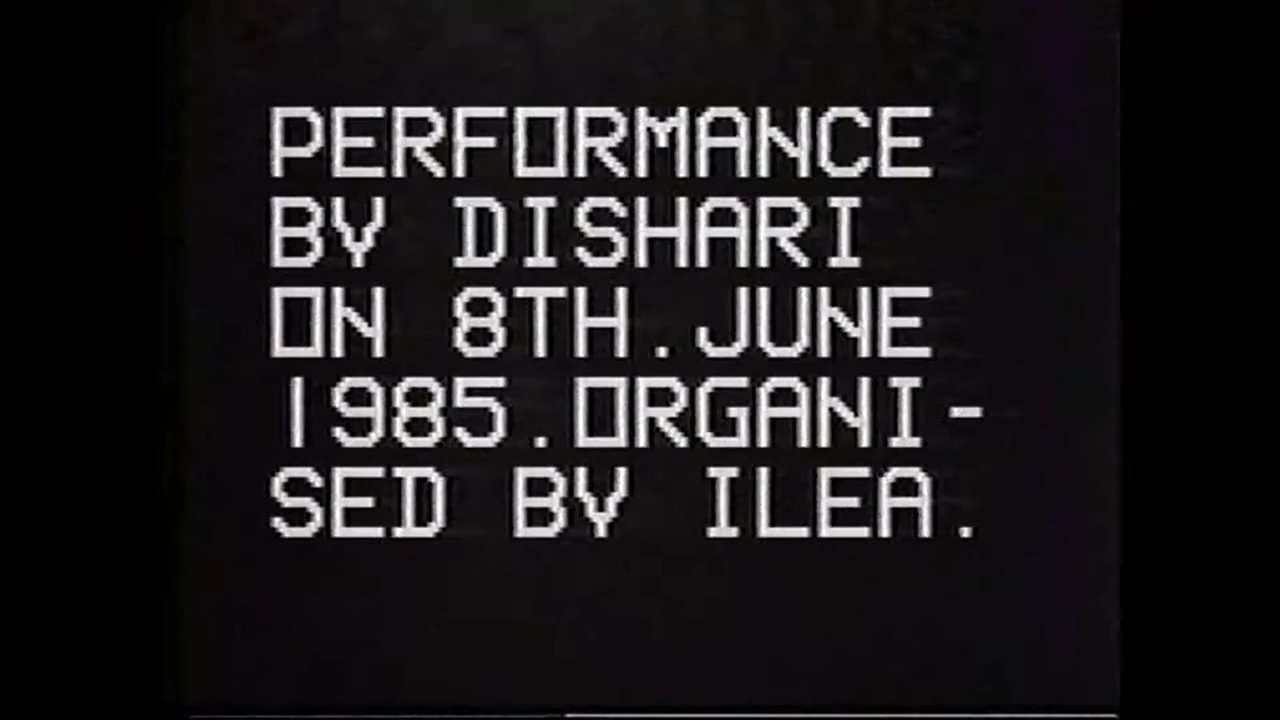 PERFORMANCE
BY DISHARI
ON 8TH.JUNE
1985.ORGANI-
SED BY ILEA.